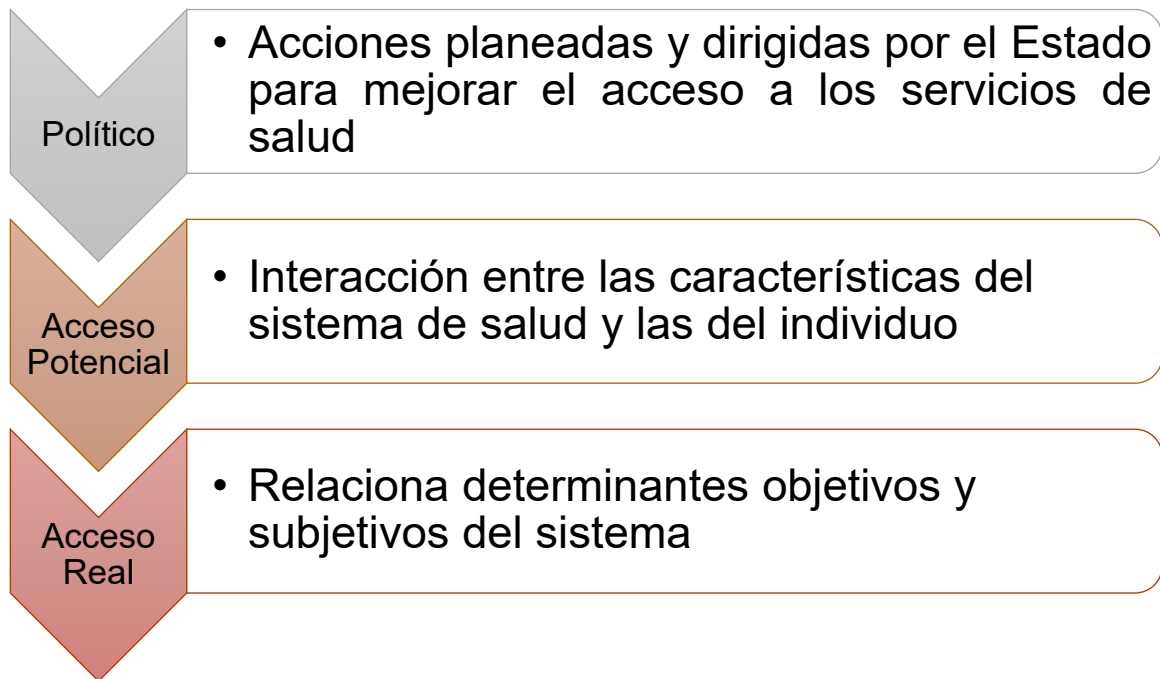 Político
• Acciones planeadas y dirigidas por el Estado
para mejorar el acceso a los servicios de
salud
Acceso
Potencial
• Interacción entre las características del
sistema de salud y las del individuo
Acceso
Real
• Relaciona determinantes objetivos y
subjetivos del sistema